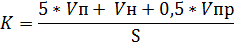 K = (5 * Vп + Vн + 0,5 * Vпр) / S